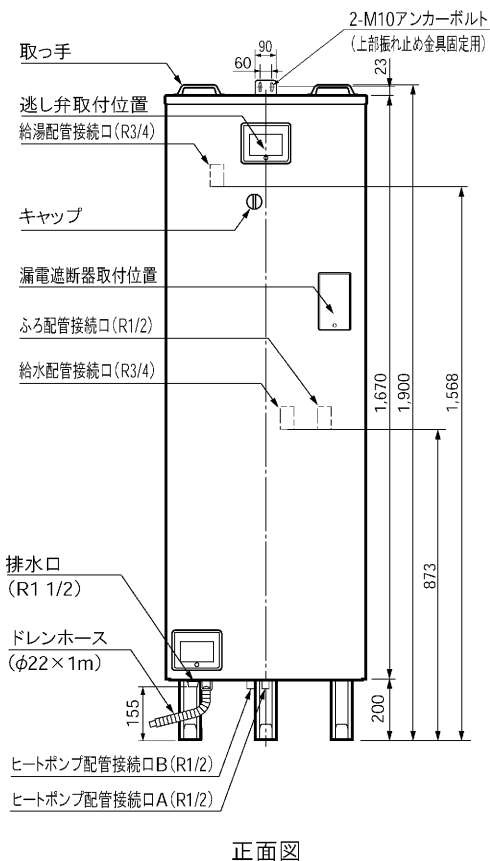 2-M10アンカーボルト
(上部振れ止め金具固定用)
90
60
23
取っ手
逃し弁取付位置
給湯配管接続口(R3/4)
キャップ
漏電遮断器取付位置
ふろ配管接続口(R1/2)
給水配管接続口(R3/4)
1,670
1,900
1,568
873
排水口
(R1 1/2)
ドレンホース
(φ22×1m)
155
200
ヒートポンプ配管接続口B(R1/2)
ヒートポンプ配管接続口A(R1/2)
正面図